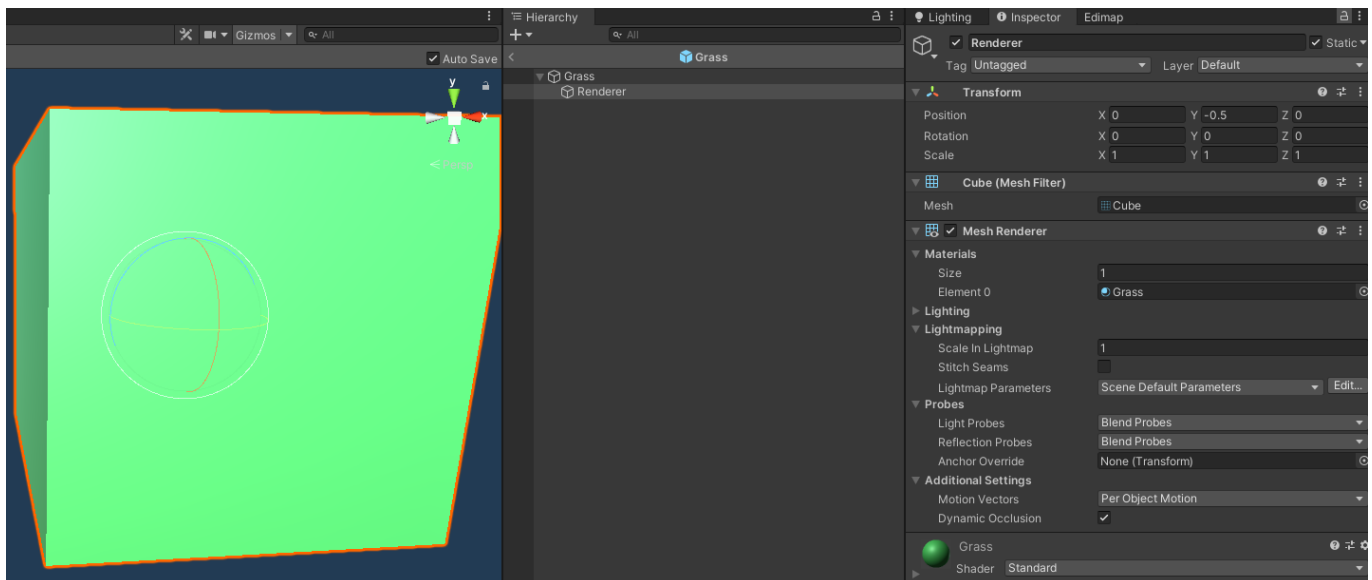 Gizmos
All
Auto Save
y
x
Hierarchy
All
Grass
Grass
Renderer
Lighting
Inspector
Edimap
Renderer
Static
Tag Untagged
Layer Default
Transform
Position X 0 Y -0.5 Z 0
Rotation X 0 Y 0 Z 0
Scale X 1 Y 1 Z 1
Cube (Mesh Filter)
Mesh Cube
Mesh Renderer
Materials
Size 1
Element 0 Grass
Lighting
Lightmapping
Scale In Lightmap 1
Stitch Seams
Lightmap Parameters Scene Default Parameters Edit...
Probes
Light Probes Blend Probes
Reflection Probes Blend Probes
Anchor Override None (Transform)
Additional Settings
Motion Vectors Per Object Motion
Dynamic Occlusion
Grass
Shader Standard